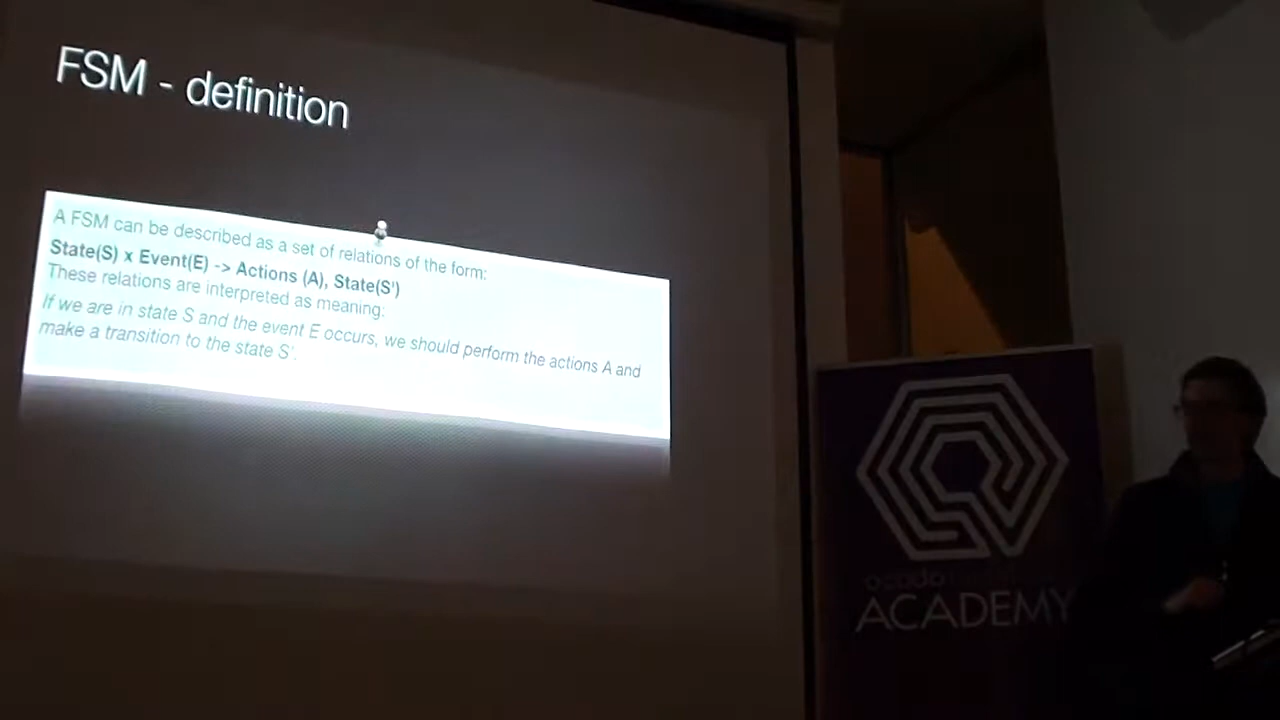 FSM - definition
A FSM can be described as a set of relations of the form:
State(S) x Event(E) -> Actions (A), State(S')
These relations are interpreted as meaning:
If we are in state S and the event E occurs, we should perform the actions A and
make a transition to the state S'.
ocado
ACADEMY